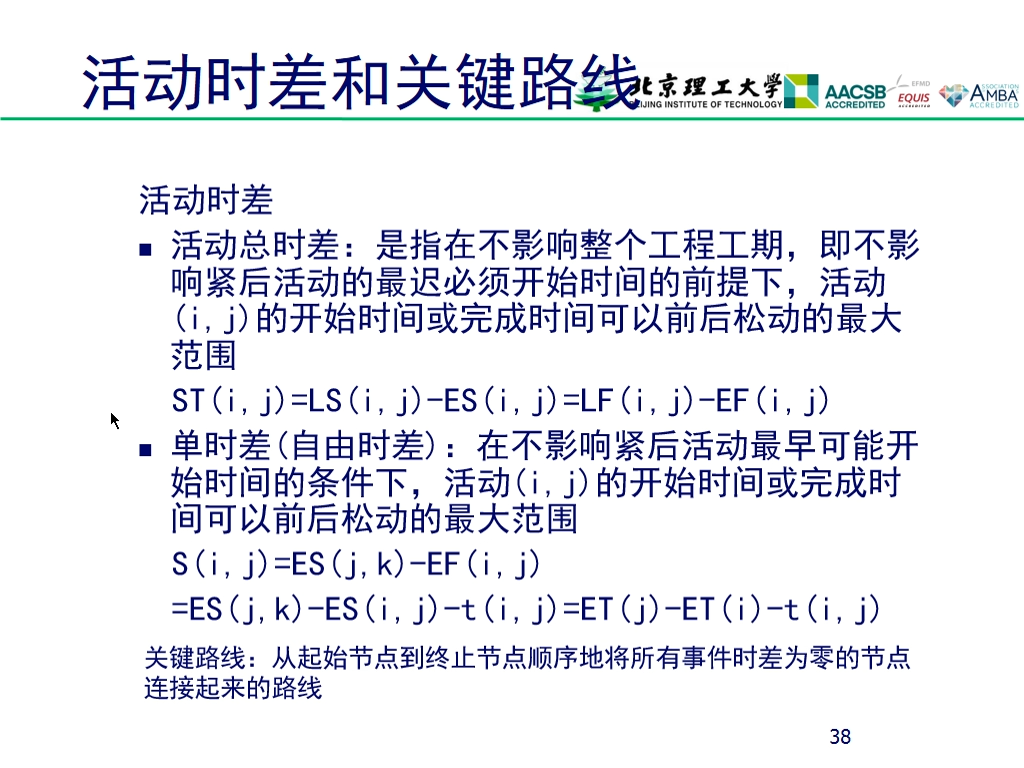 活动时差和关键路线
北京理工大学
BEIJING INSTITUTE OF TECHNOLOGY
AACSB
ACCREDITED
EFMD
EQUIS
ACCREDITED
ASSOCIATION
AMBA
ACCREDITED
活动时差
■ 活动总时差：是指在不影响整个工程工期，即不影
响紧后活动的最迟必须开始时间的前提下，活动
(i,j)的开始时间或完成时间可以前后松动的最大
范围
ST(i,j)=LS(i,j)-ES(i,j)=LF(i,j)-EF(i,j)
■ 单时差(自由时差)：在不影响紧后活动最早可能开
始时间的条件下，活动(i,j)的开始时间或完成时
间可以前后松动的最大范围
S(i,j)=ES(j,k)-EF(i,j)
=ES(j,k)-ES(i,j)-t(i,j)=ET(j)-ET(i)-t(i,j)
关键路线：从起始节点到终止节点顺序地将所有事件时差为零的节点
连接起来的路线
38